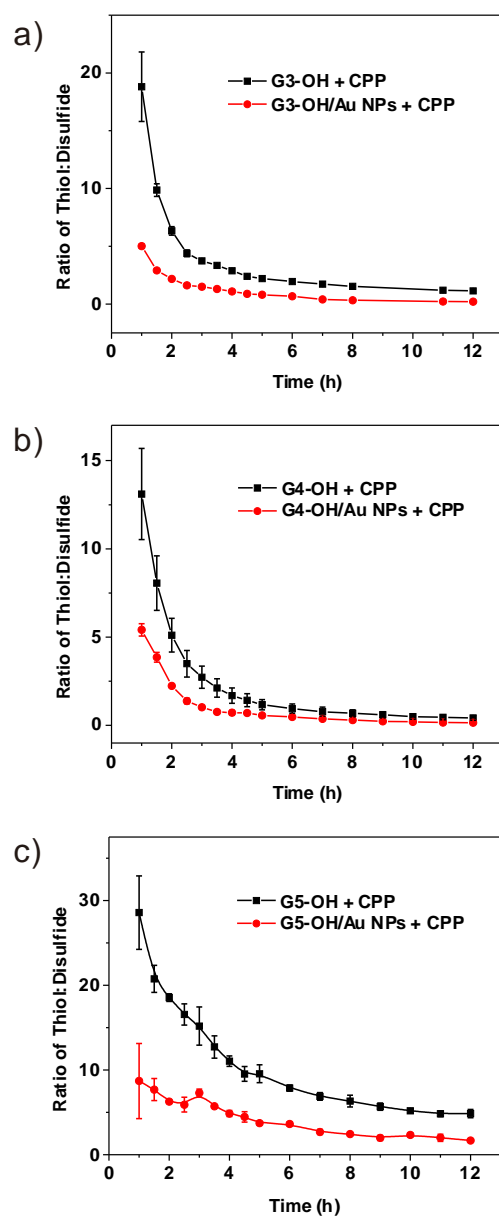 a)
Ratio of Thiol:Disulfide
20
10
0
G3-OH + CPP
G3-OH/Au NPs + CPP
0 2 4 6 8 10 12
Time (h)
b)
Ratio of Thiol:Disulfide
15
10
5
0
G4-OH + CPP
G4-OH/Au NPs + CPP
0 2 4 6 8 10 12
Time (h)
c)
Ratio of Thiol:Disulfide
30
20
10
0
G5-OH + CPP
G5-OH/Au NPs + CPP
0 2 4 6 8 10 12
Time (h)